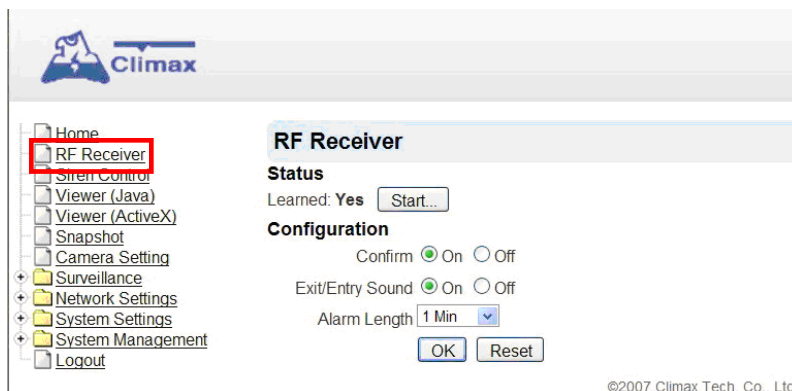 Climax
Home
RF Receiver
Siren Control
Viewer (Java)
Viewer (ActiveX)
Snapshot
Camera Setting
Surveillance
Network Settings
System Settings
System Management
Logout
RF Receiver
Status
Learned: Yes Start...
Configuration
Confirm On Off
Exit/Entry Sound On Off
Alarm Length 1 Min
OK Reset
©2007 Climax Tech. Co., Ltd